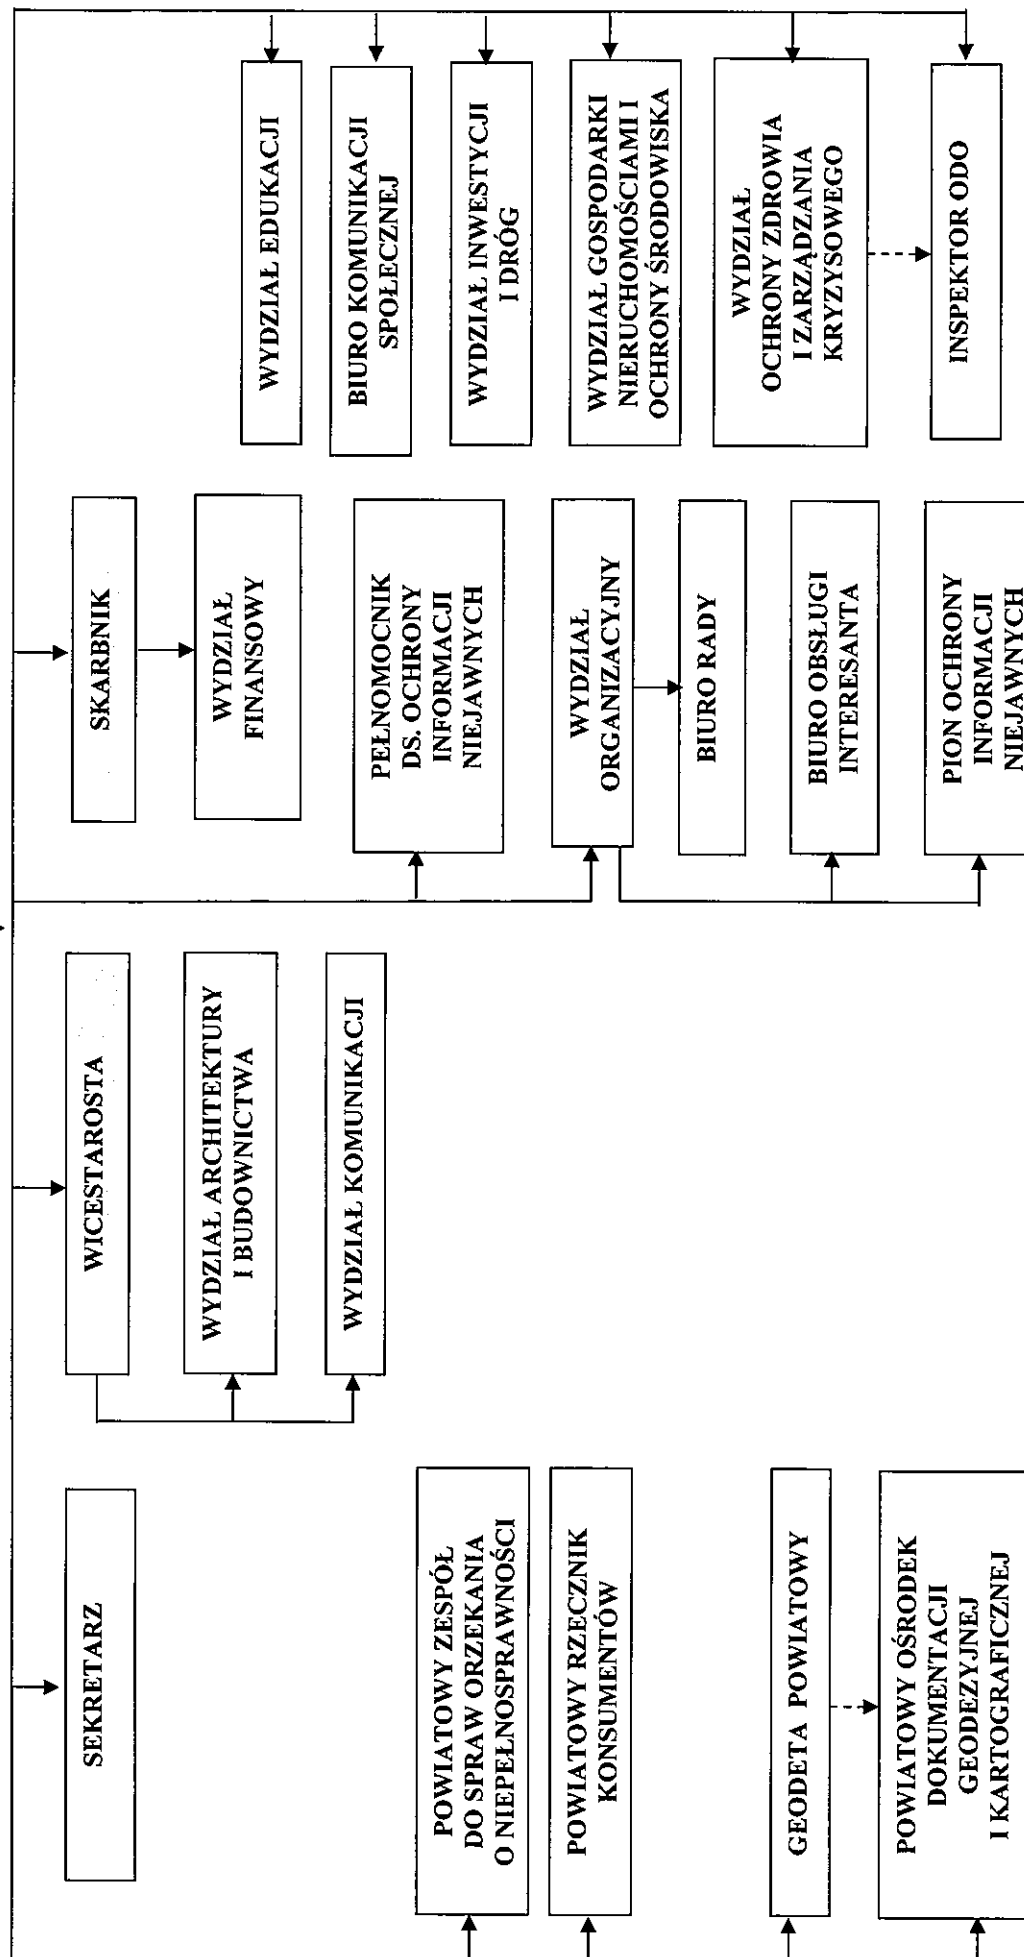 SEKRETARZ
POWIATOWY ZESPÓŁ
DO SPRAW ORZEKANIA
O NIEPEŁNOSPRAWNOŚCI
POWIATOWY RZECZNIK
KONSUMENTÓW
GEODETA POWIATOWY
POWIATOWY OŚRODEK
DOKUMENTACJI
GEODEZYJNEJ
I KARTOGRAFICZNEJ
WICESTAROSTA
WYDZIAŁ ARCHITEKTURY
I BUDOWNICTWA
WYDZIAŁ KOMUNIKACJI
SKARBNIK
WYDZIAŁ
FINANSOWY
PEŁNOMOCNIK
DS. OCHRONY
INFORMACJI
NIEJAWNYCH
WYDZIAŁ
ORGANIZACYJNY
BIURO RADY
BIURO OBSŁUGI
INTERESANTA
PION OCHRONY
INFORMACJI
NIEJAWNYCH
WYDZIAŁ EDUKACJI
BIURO KOMUNIKACJI
SPOŁECZNEJ
WYDZIAŁ INWESTYCJI
I DRÓG
WYDZIAŁ GOSPODARKI
NIERUCHOMOŚCIAMI I
OCHRONY ŚRODOWISKA
WYDZIAŁ
OCHRONY ZDROWIA
I ZARZĄDZANIA
KRYZYSOWEGO
INSPEKTOR ODO